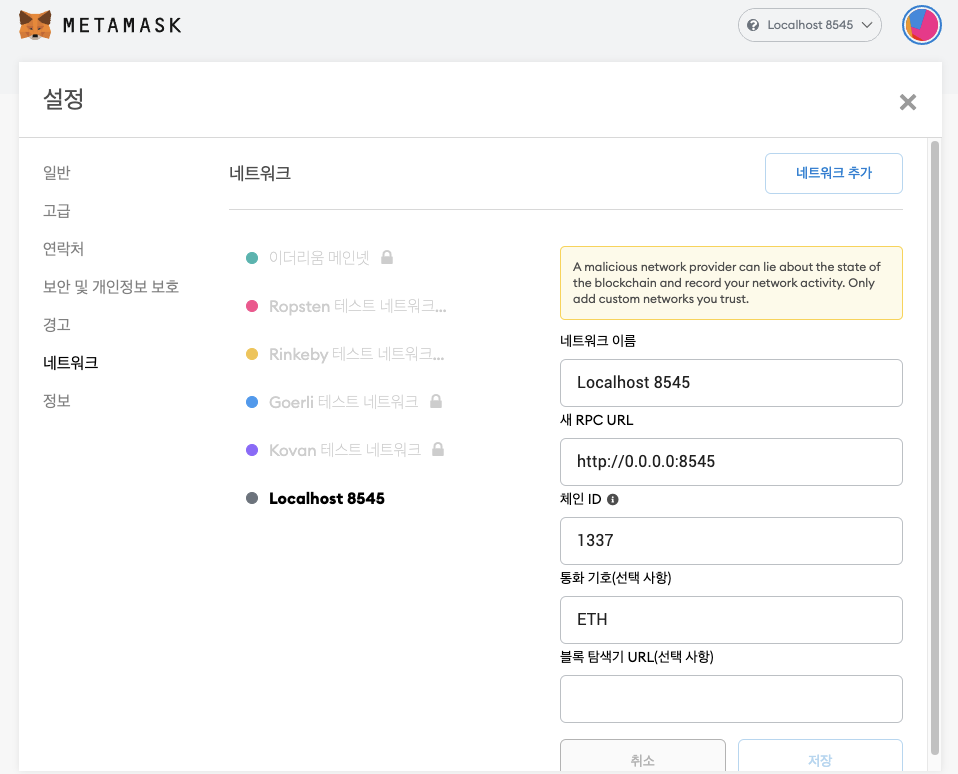 METAMASK
Localhost 8545
설정
일반
고급
연락처
보안 및 개인정보 보호
경고
네트워크
정보
네트워크
네트워크 추가
이더리움 메인넷
Ropsten 테스트 네트워크...
Rinkeby 테스트 네트워크...
Goerli 테스트 네트워크
Kovan 테스트 네트워크
Localhost 8545
A malicious network provider can lie about the state of
the blockchain and record your network activity. Only
add custom networks you trust.
네트워크 이름
Localhost 8545
새 RPC URL
http://0.0.0.0:8545
체인 ID
1337
통화 기호(선택 사항)
ETH
블록 탐색기 URL(선택 사항)
취소
저장